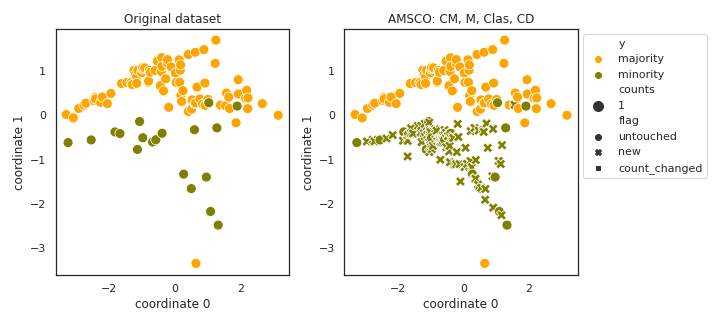 Original dataset
AMSCO: CM, M, Clas, CD
coordinate 1
1
0
−1
−2
−3
−2
0
2
coordinate 0
coordinate 1
1
0
−1
−2
−3
−2
0
2
coordinate 0
y
majority
minority
counts
1
flag
untouched
new
count_changed